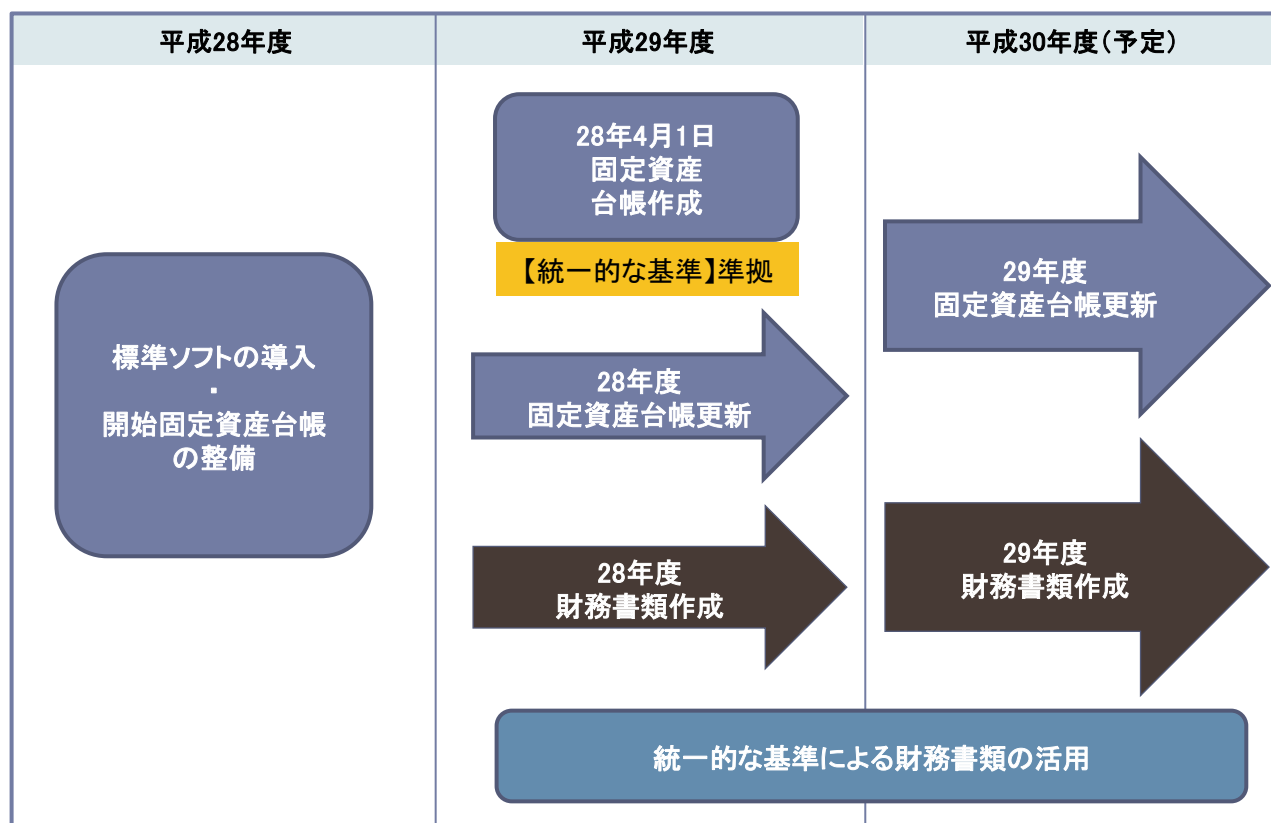 平成28年度
平成29年度
平成30年度(予定)
標準ソフトの導入
・
開始固定資産台帳
の整備
28年4月1日
固定資産
台帳作成
【統一的な基準】準拠
28年度
固定資産台帳更新
28年度
財務書類作成
29年度
固定資産台帳更新
29年度
財務書類作成
統一的な基準による財務書類の活用